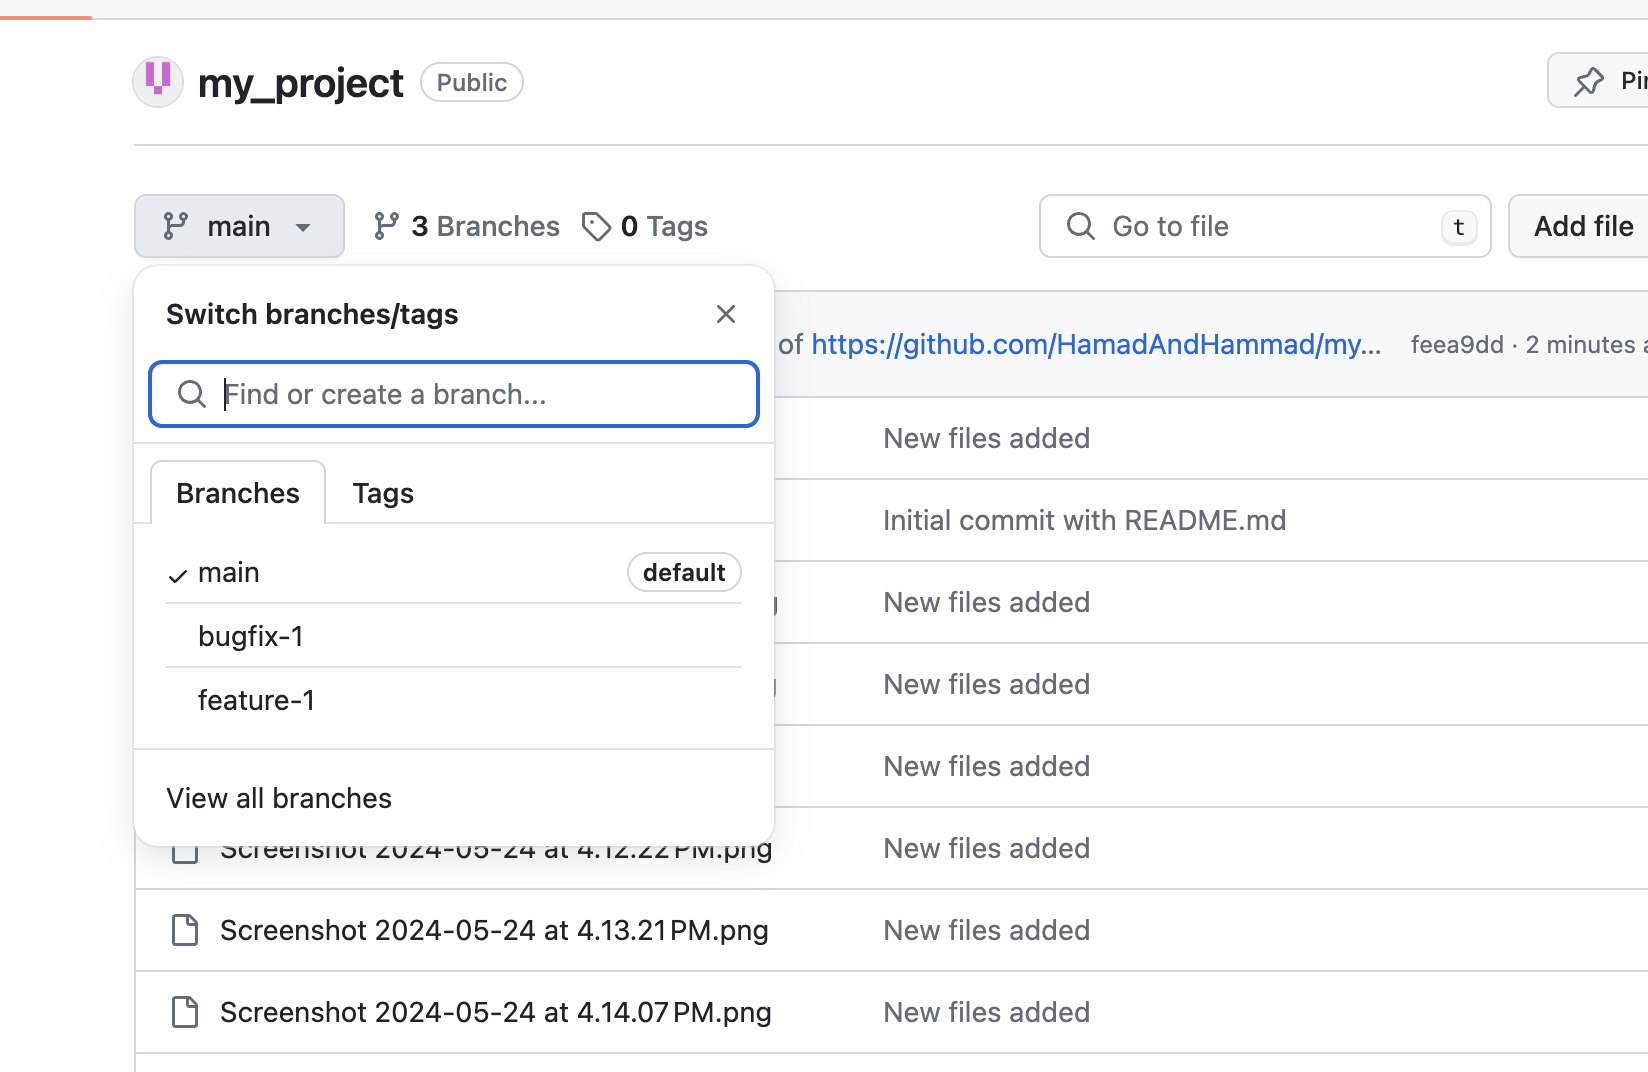 my_project Public
main 3 Branches 0 Tags Go to file t Add file
Switch branches/tags
of https://github.com/HamadAndHammad/my... feea9dd · 2 minutes
Find or create a branch...
New files added
Branches Tags
Initial commit with README.md
main default
New files added
bugfix-1
feature-1
New files added
New files added
View all branches
Screenshot 2024-05-24 at 4.12.22 PM.png New files added
Screenshot 2024-05-24 at 4.13.21 PM.png New files added
Screenshot 2024-05-24 at 4.14.07 PM.png New files added